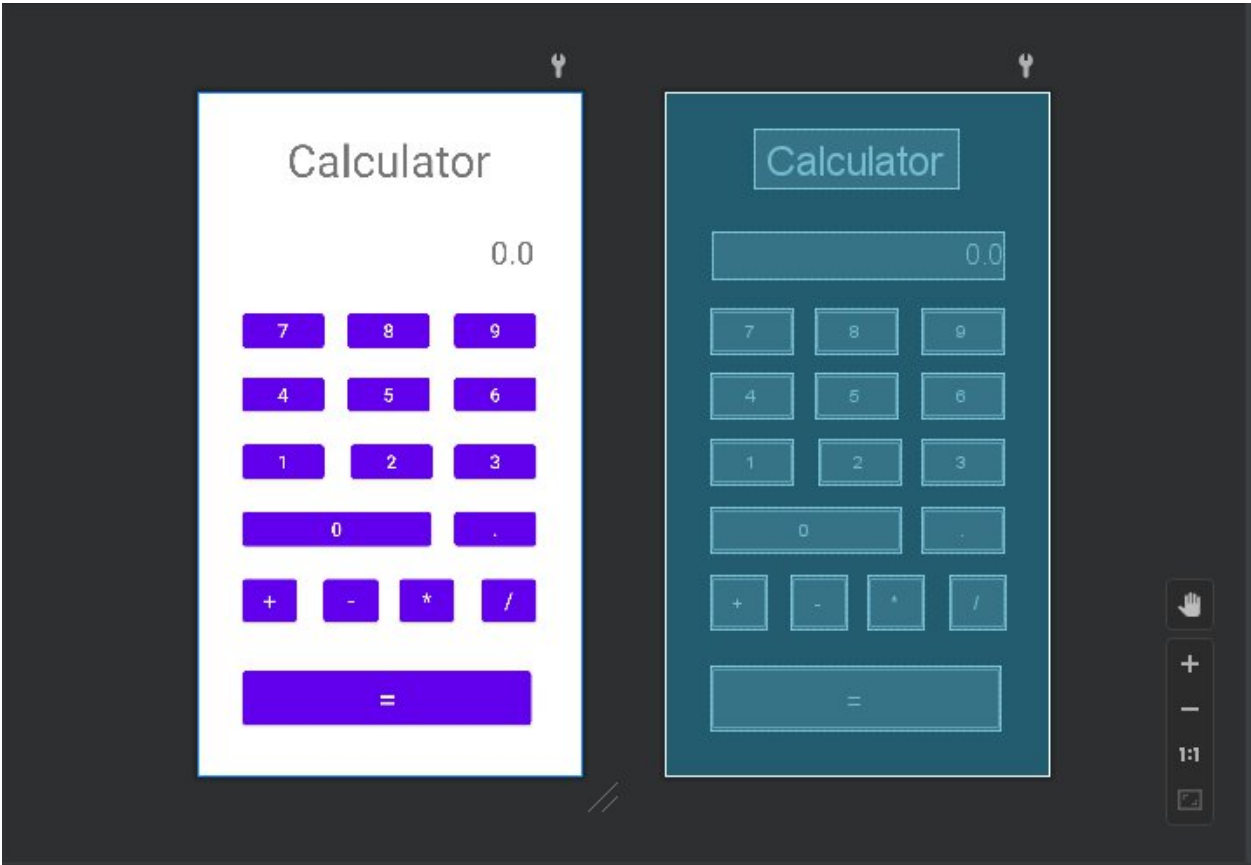 Calculator
0.0
7 8 9
4 5 6
1 2 3
0 .
+ - * /
=
Calculator
0.0
7 8 9
4 5 6
1 2 3
0 .
+ - * /
=
+
−
1:1